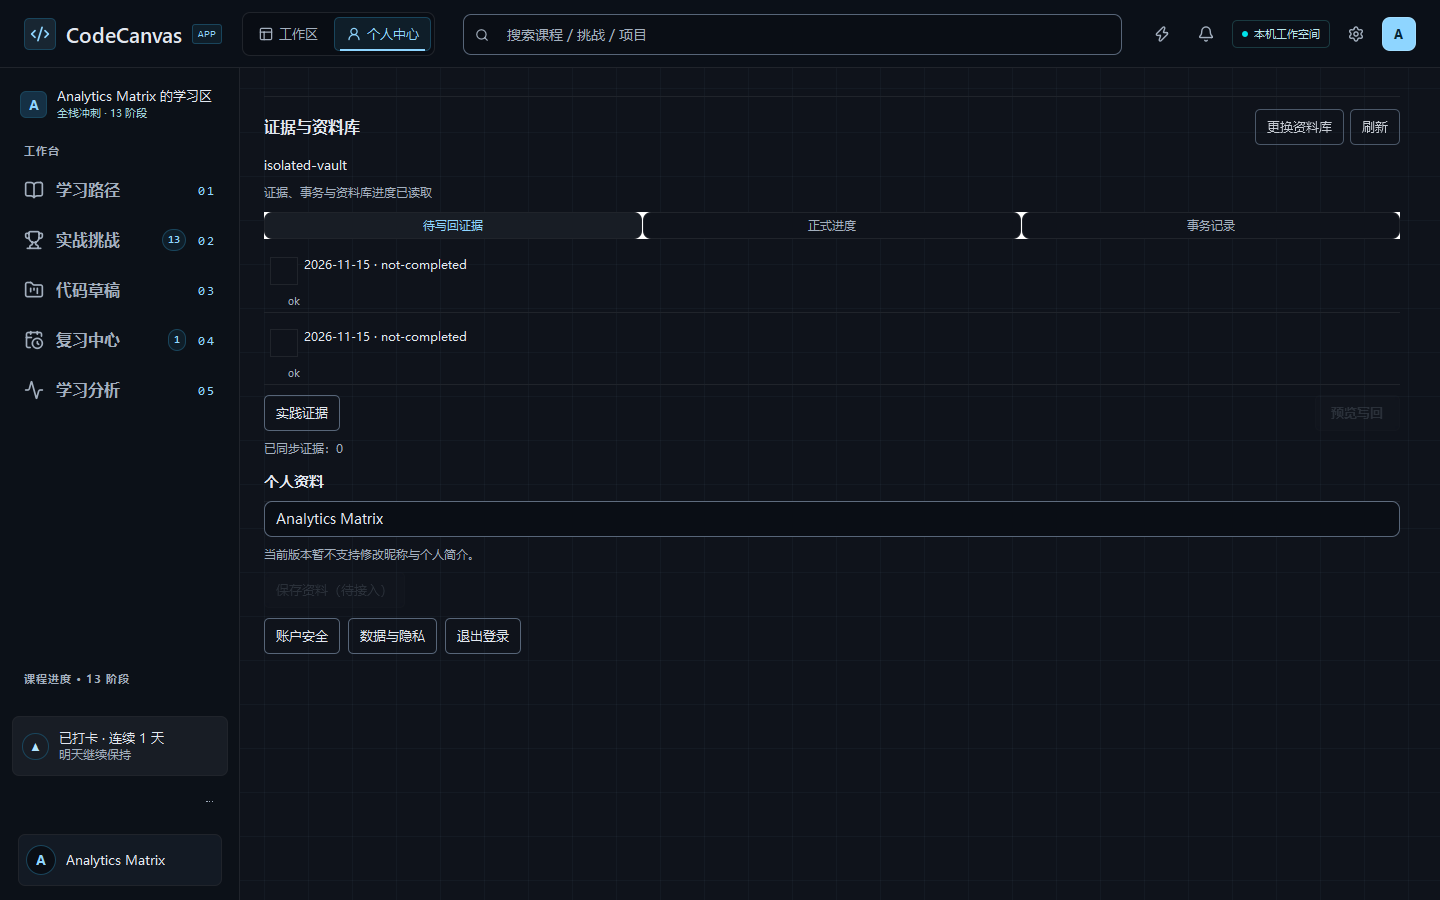 CodeCanvas APP
工作区
个人中心
搜索课程 / 挑战 / 项目
本机工作空间
A
A
Analytics Matrix 的学习区
全栈冲刺 · 13 阶段
工作台
学习路径 01
实战挑战 13 02
代码草稿 03
复习中心 1 04
学习分析 05
课程进度 • 13 阶段
已打卡 · 连续 1 天
明天继续保持
...
A Analytics Matrix
证据与资料库
更换资料库
刷新
isolated-vault
证据、事务与资料库进度已读取
待写回证据
正式进度
事务记录
2026-11-15 · not-completed
ok
2026-11-15 · not-completed
ok
实践证据
预览写回
已同步证据：0
个人资料
Analytics Matrix
当前版本暂不支持修改昵称与个人简介。
保存资料（待接入）
账户安全
数据与隐私
退出登录